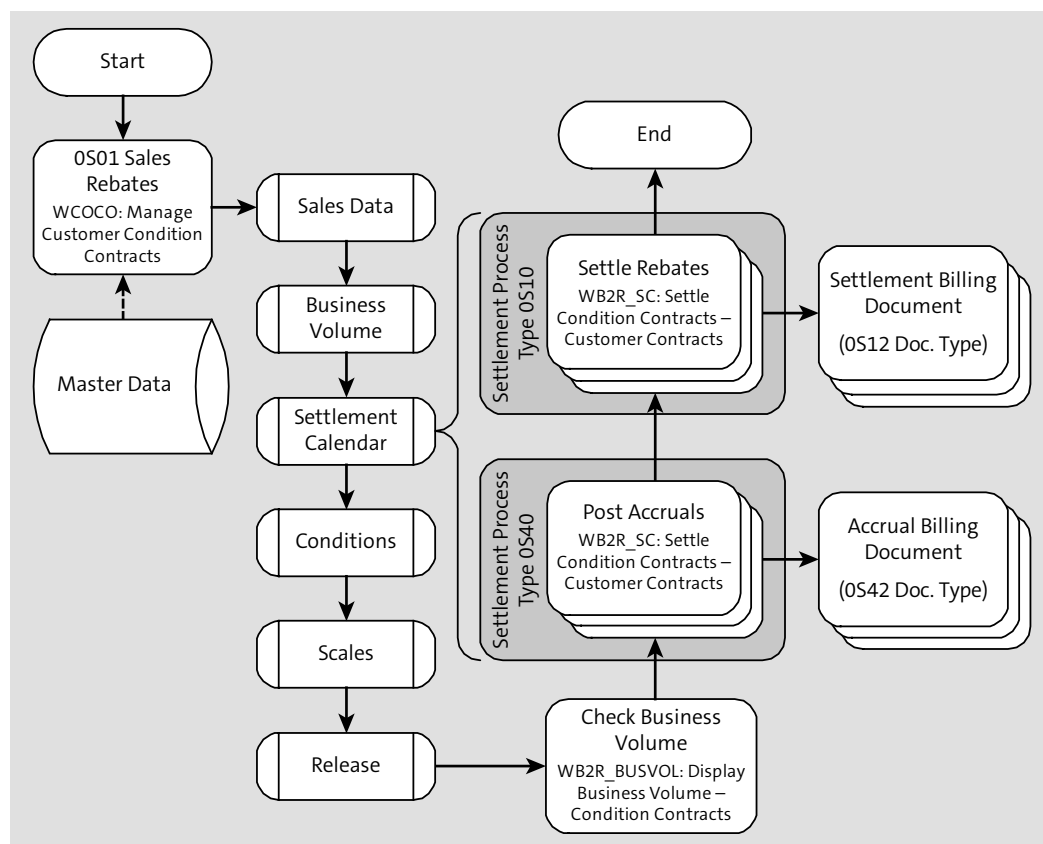 Start
0S01 Sales
Rebates
WCOCO: Manage
Customer Condition
Contracts
Master Data
Sales Data
Business
Volume
Settlement
Calendar
Conditions
Scales
Release
End
Settlement Process
Type 0S10
Settle Rebates
WB2R_SC: Settle
Condition Contracts –
Customer Contracts
Settlement Billing
Document
(0S12 Doc. Type)
Settlement Process
Type 0S40
Post Accruals
WB2R_SC: Settle
Condition Contracts –
Customer Contracts
Accrual Billing
Document
(0S42 Doc. Type)
Check Business
Volume
WB2R_BUSVOL: Display
Business Volume –
Condition Contracts